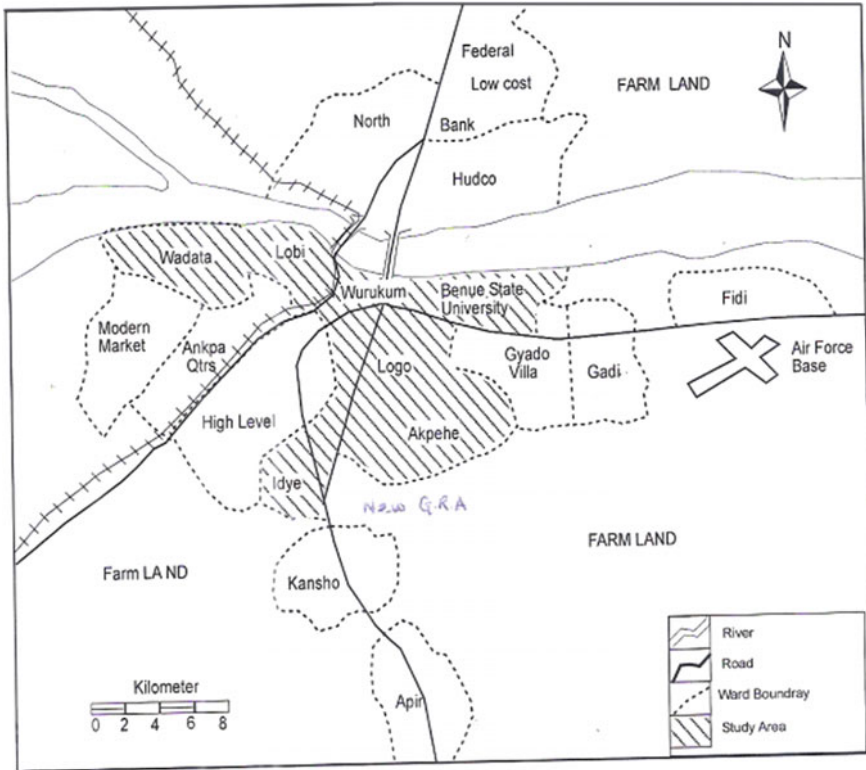 N
Federal
Low cost
FARM LAND
North
Bank
Hudco
Wadata
Lobi
Wurukum
Benue State
University
Fidi
Modern
Market
Ankpa
Qtrs
Logo
Gyado
Villa
Gadi
Air Force
Base
High Level
Akpehe
Idye
New G.R.A
FARM LAND
Farm LA ND
Kansho
Apir
Kilometer
0 2 4 6 8
River
Road
Ward Boundray
Study Area